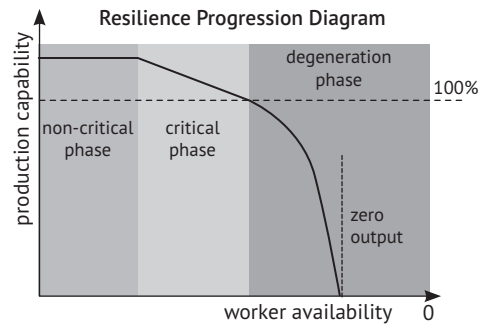 Resilience Progression Diagram
production capability
degeneration
phase
100%
non-critical
phase
critical
phase
zero
output
worker availability
0